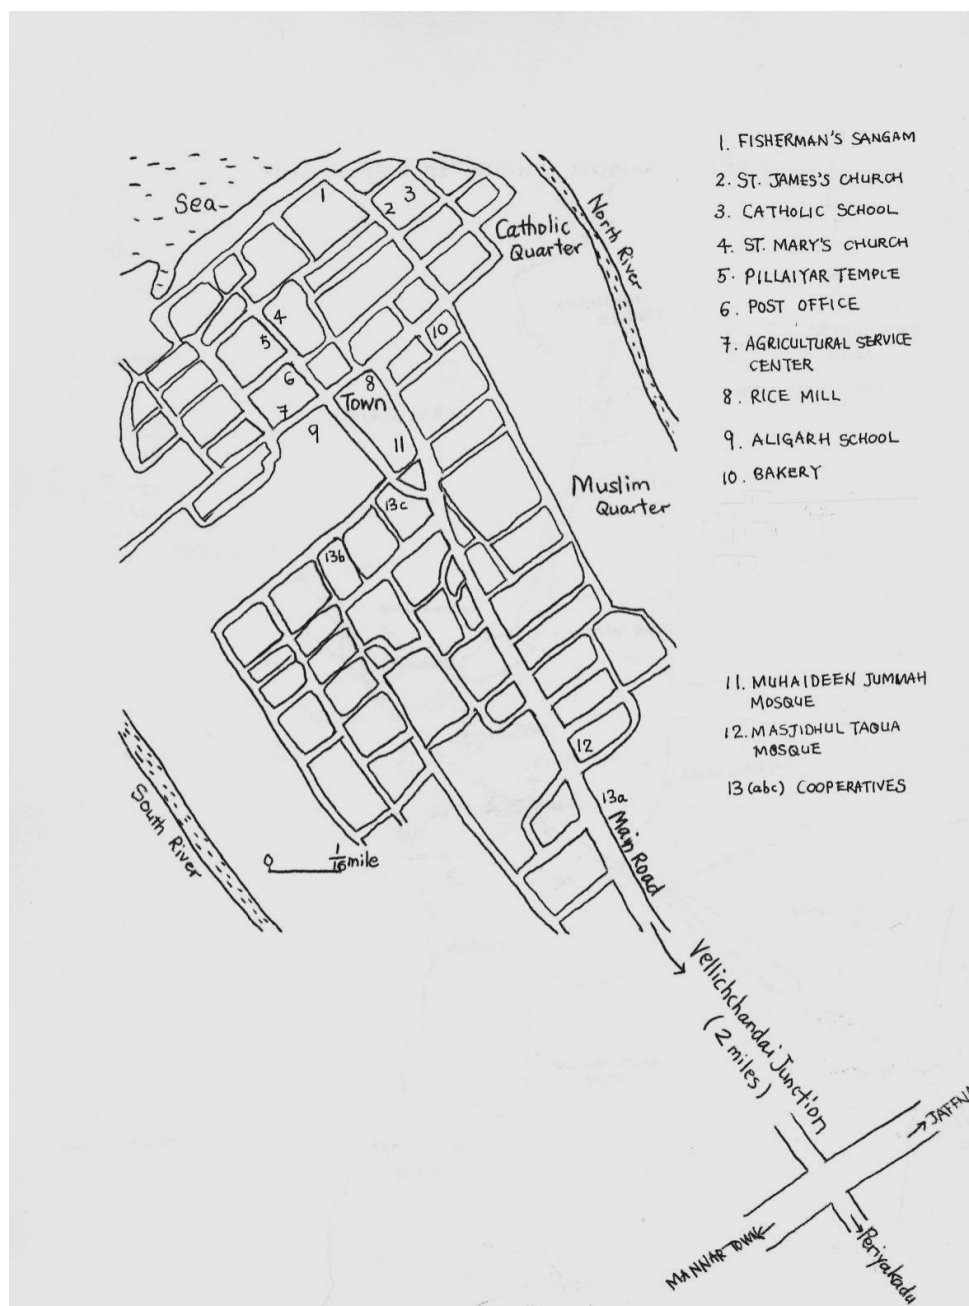 1. FISHERMAN'S SANGAM
2. ST. JAMES'S CHURCH
3. CATHOLIC SCHOOL
4. ST. MARY'S CHURCH
5. PILLAIYAR TEMPLE
6. POST OFFICE
7. AGRICULTURAL SERVICE
CENTER
8. RICE MILL
9. ALIGARH SCHOOL
10. BAKERY
11. MUHAIDEEN JUMMAH
MOSQUE
12. MASJIDHUL TAQUA
MOSQUE
13 (abc) COOPERATIVES
Sea
1
3
2
Catholic
Quarter
North River
4
5
10
6
8
7
Town
9
11
Muslim
Quarter
13c
13b
12
13a
Main Road
South River
0
1/16 mile
Vellichchandai Junction
(2 miles)
JAFFNA
MANNAR TOWN
Periyakadu